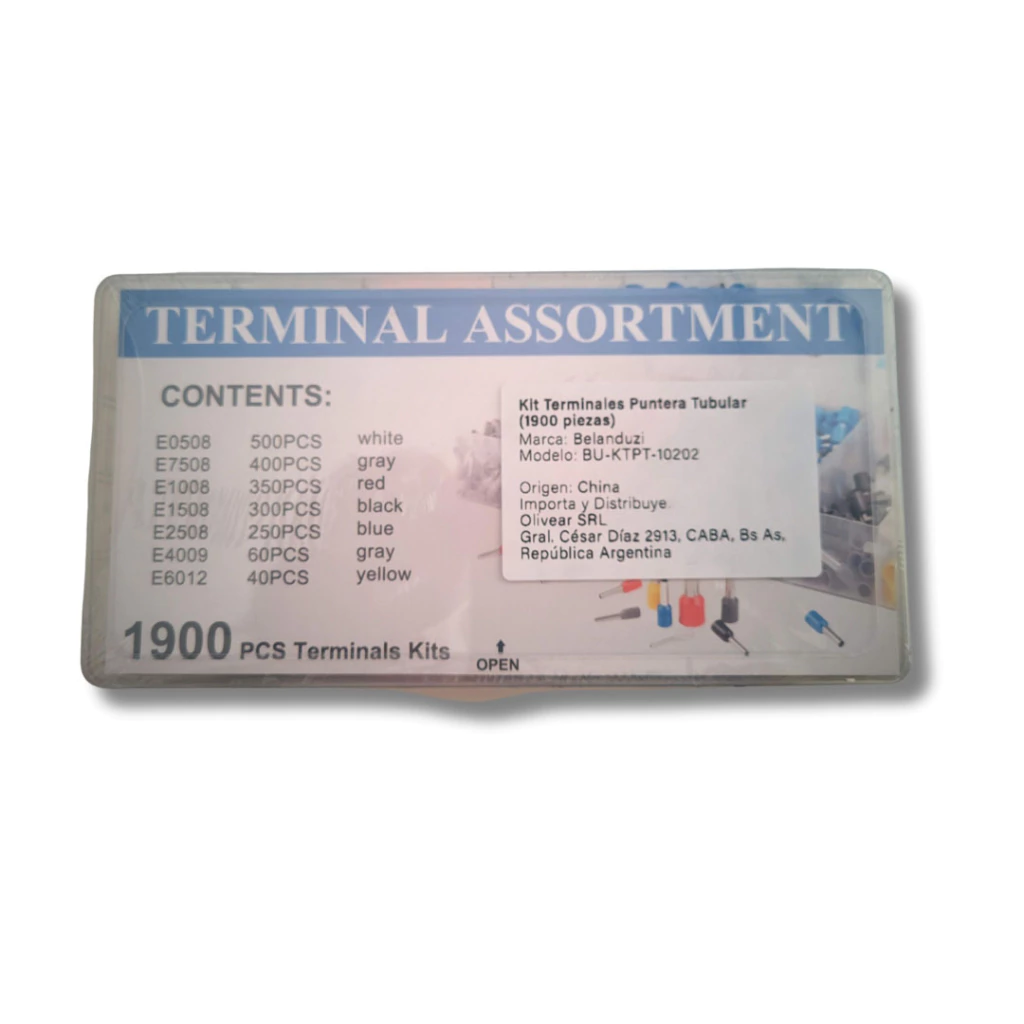 TERMINAL ASSORTMENT
CONTENTS:
E0508 500PCS white
E7508 400PCS gray
E1008 350PCS red
E1508 300PCS black
E2508 250PCS blue
E4009 60PCS gray
E6012 40PCS yellow
1900 PCS Terminals Kits
OPEN
Kit Terminales Puntera Tubular
(1900 piezas)
Marca: Belanduzi
Modelo: BU-KTPT-10202
Origen: China
Importa y Distribuye.
Olivear SRL
Gral. César Díaz 2913, CABA, Bs As.
República Argentina